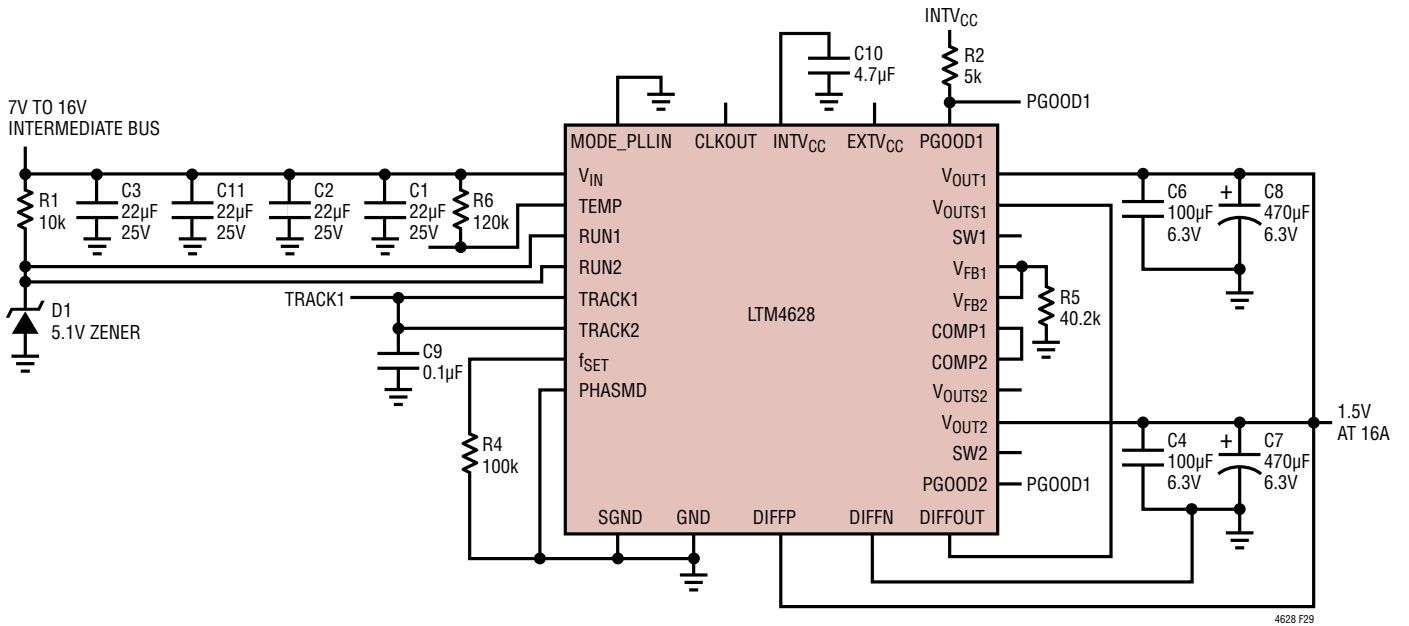 INTVCC
R2
5k
PGOOD1
C10
4.7µF
7V TO 16V
INTERMEDIATE BUS
R1
10k
C3
22µF
25V
C11
22µF
25V
C2
22µF
25V
C1
22µF
25V
R6
120k
D1
5.1V ZENER
TRACK1
C9
0.1µF
R4
100k
MODE_PLLIN
CLKOUT
INTVCC
EXTVCC
PGOOD1
VIN
TEMP
RUN1
RUN2
TRACK1
TRACK2
fSET
PHASMD
LTM4628
VOUT1
VOUTS1
SW1
VFB1
VFB2
COMP1
COMP2
VOUTS2
VOUT2
SW2
PGOOD2
PGOOD1
SGND
GND
DIFFP
DIFFN
DIFFOUT
R5
40.2k
C6
100µF
6.3V
+
C8
470µF
6.3V
C4
100µF
6.3V
+
C7
470µF
6.3V
1.5V
AT 16A
4628 F29